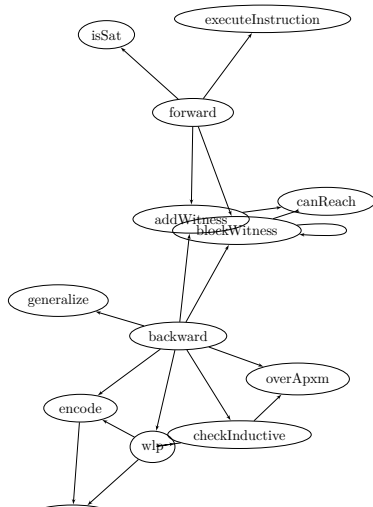 executeInstruction
isSat
forward
canReach
addWitness
blockWitness
generalize
backward
overApxm
encode
checkInductive
wlp